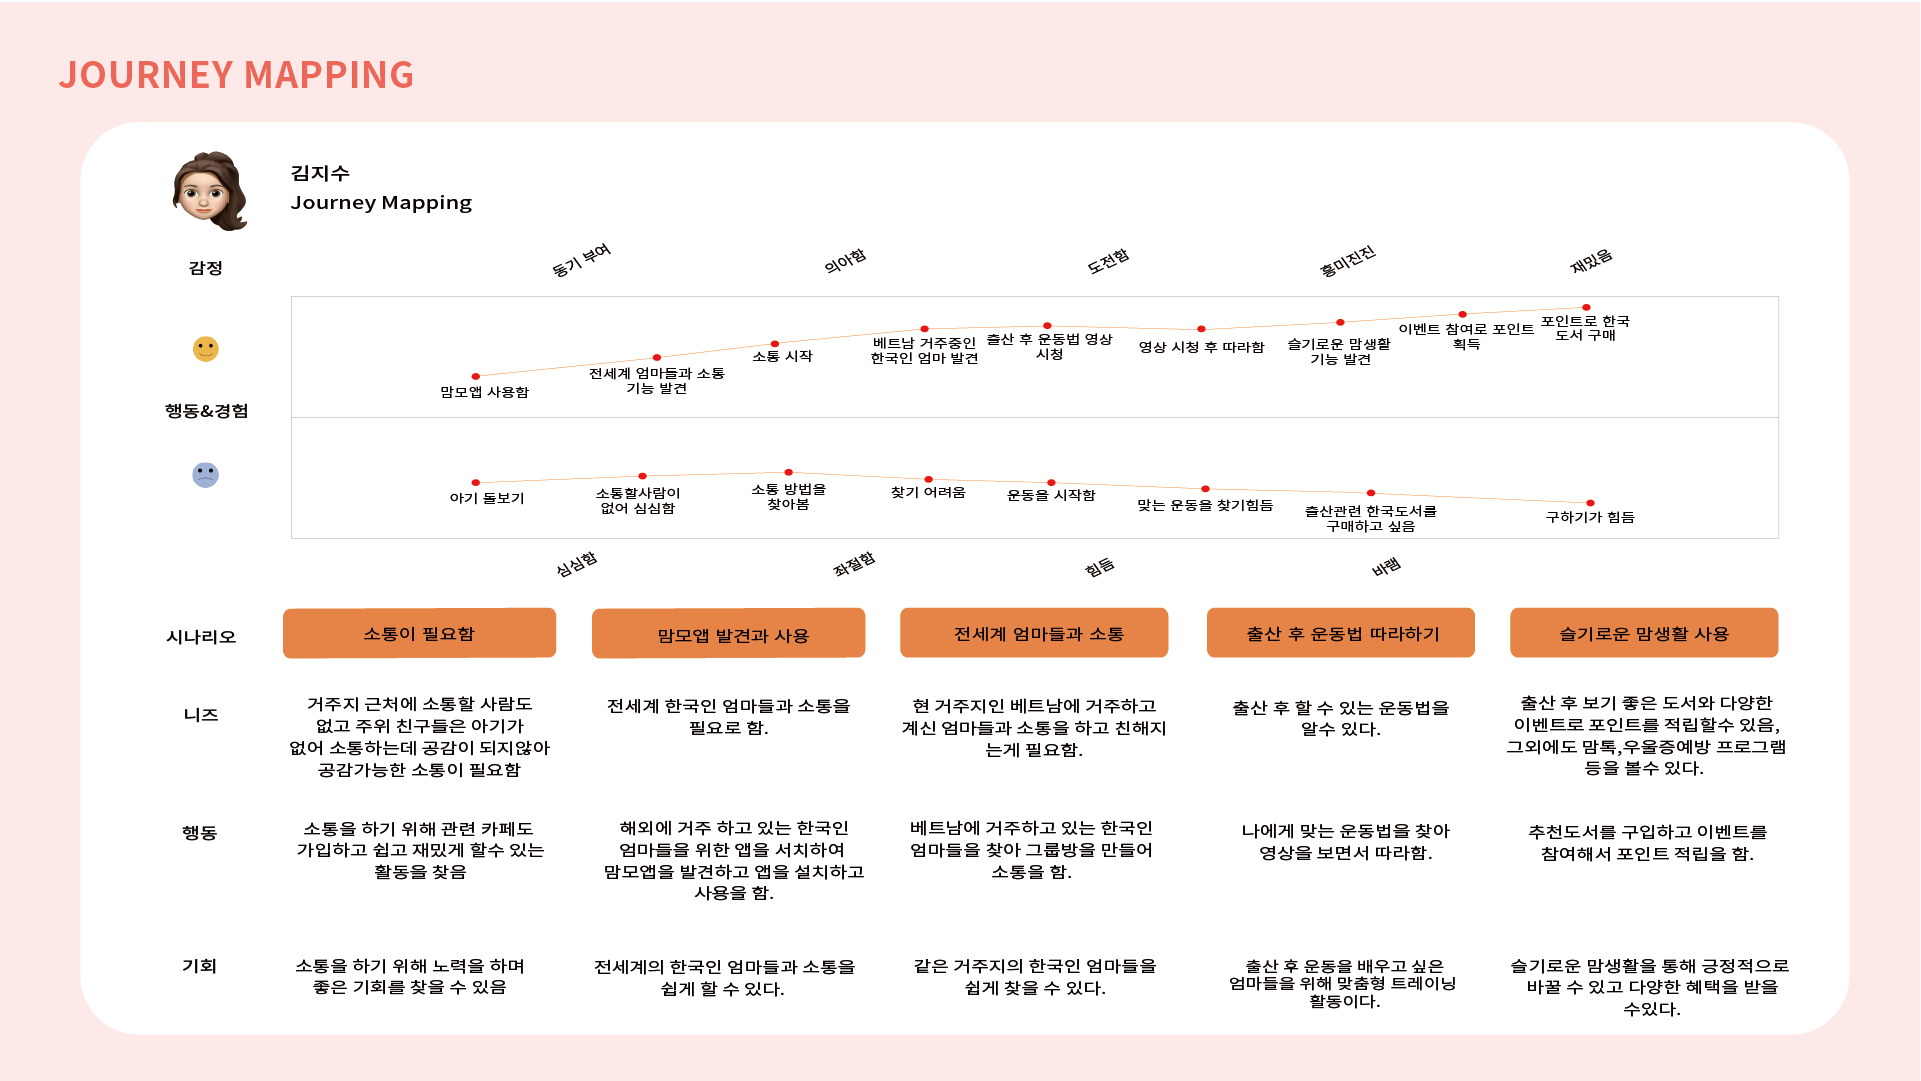 JOURNEY MAPPING
김지수
Journey Mapping
감정
동기 부여
의아함
도전함
흥미진진
재밌음
맘모앱 사용함
전세계 엄마들과 소통
기능 발견
소통 시작
베트남 거주중인
한국인 엄마 발견
출산 후 운동법 영상
시청
영상 시청 후 따라함
슬기로운 맘생활
기능 발견
이벤트 참여로 포인트
획득
포인트로 한국
도서 구매
행동&경험
아기 돌보기
소통할사람이
없어 심심함
소통 방법을
찾아봄
찾기 어려움
운동을 시작함
맞는 운동을 찾기힘듬
출산관련 한국도서를
구매하고 싶음
구하기가 힘듬
심심함
좌절함
힘듬
바램
시나리오
소통이 필요함
맘모앱 발견과 사용
전세계 엄마들과 소통
출산 후 운동법 따라하기
슬기로운 맘생활 사용
니즈
거주지 근처에 소통할 사람도
없고 주위 친구들은 아기가
없어 소통하는데 공감이 되지않아
공감가능한 소통이 필요함
전세계 한국인 엄마들과 소통을
필요로 함.
현 거주지인 베트남에 거주하고
계신 엄마들과 소통을 하고 친해지
는게 필요함.
출산 후 할 수 있는 운동법을
알수 있다.
출산 후 보기 좋은 도서와 다양한
이벤트로 포인트를 적립할수 있음,
그외에도 맘톡,우울증예방 프로그램
등을 볼수 있다.
행동
소통을 하기 위해 관련 카페도
가입하고 쉽고 재밌게 할수 있는
활동을 찾음
해외에 거주 하고 있는 한국인
엄마들을 위한 앱을 서치하여
맘모앱을 발견하고 앱을 설치하고
사용을 함.
베트남에 거주하고 있는 한국인
엄마들을 찾아 그룹방을 만들어
소통을 함.
나에게 맞는 운동법을 찾아
영상을 보면서 따라함.
추천도서를 구입하고 이벤트를
참여해서 포인트 적립을 함.
기회
소통을 하기 위해 노력을 하며
좋은 기회를 찾을 수 있음
전세계의 한국인 엄마들과 소통을
쉽게 할 수 있다.
같은 거주지의 한국인 엄마들을
쉽게 찾을 수 있다.
출산 후 운동을 배우고 싶은
엄마들을 위해 맞춤형 트레이닝
활동이다.
슬기로운 맘생활을 통해 긍정적으로
바꿀 수 있고 다양한 혜택을 받을
수있다.